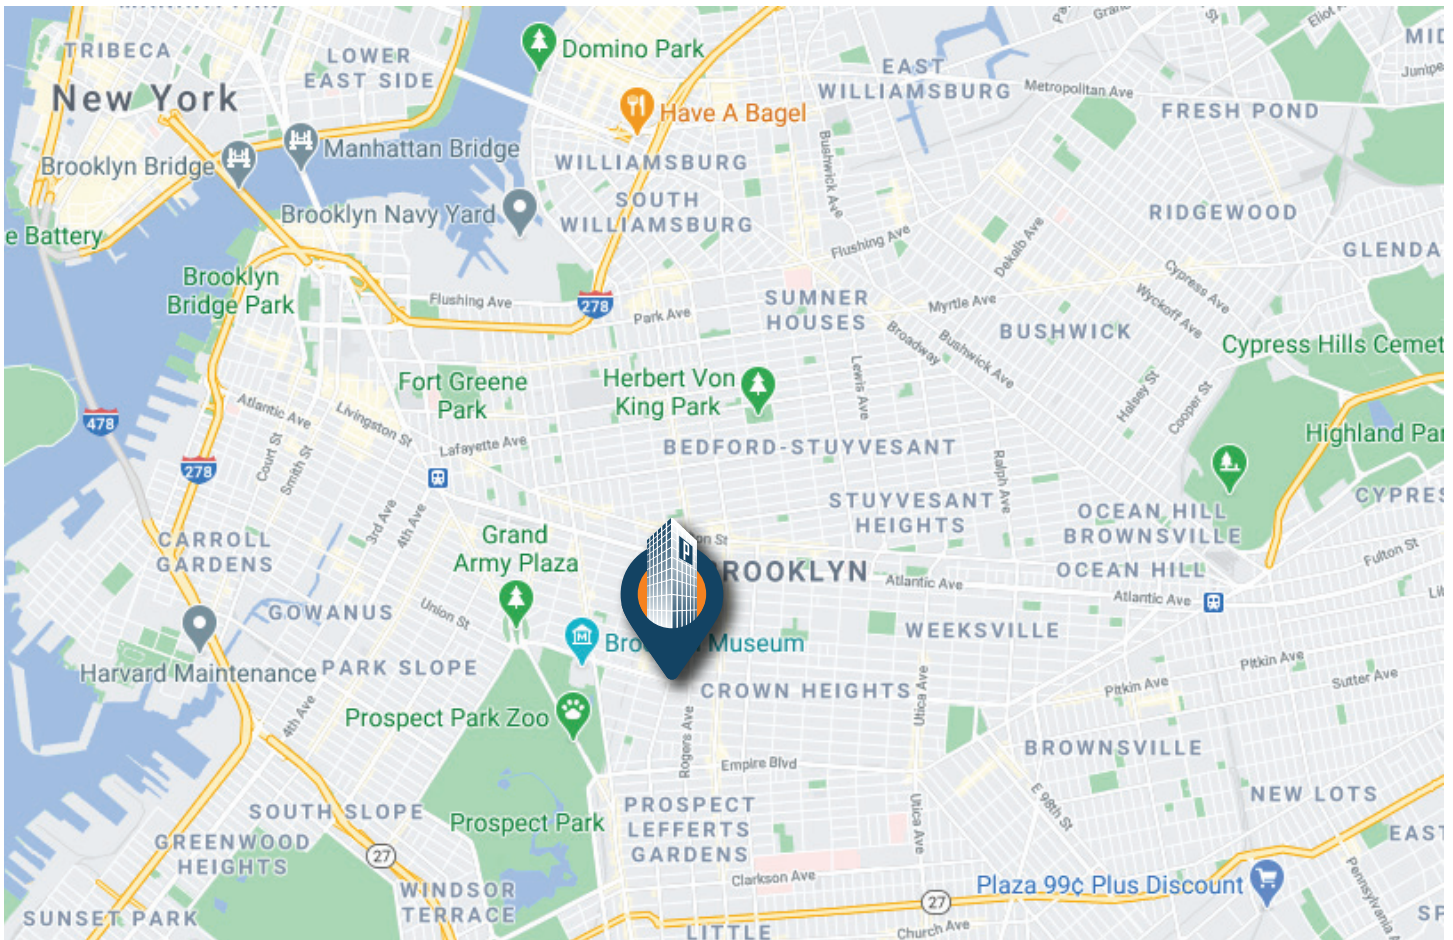 TRIBECA
LOWER
EAST SIDE
New York
Domino Park
Have A Bagel
EAST
WILLIAMSBURG
Metropolitan Ave
FRESH POND
Eliot
MID
Juniper
Brooklyn Bridge
Manhattan Bridge
WILLIAMSBURG
Bushwick Ave
Brooklyn Navy Yard
SOUTH
WILLIAMSBURG
RIDGEWOOD
e Battery
Flushing Ave
Dekalb Ave
GLENDA
Brooklyn
Bridge Park
Flushing Ave
278
Park Ave
SUMNER
HOUSES
Myrtle Ave
Cypress Ave
Wyckoff Ave
BUSHWICK
Broadway
Bushwick Ave
Cypress Hills Cemet
Fort Greene
Park
Herbert Von
King Park
Lewis Ave
Halsey St
Cooper St
478
Atlantic Ave
Livingston St
Lafayette Ave
Court St
Smith St
278
BEDFORD-STUYVESANT
Ralph Ave
Highland Par
CYPRES
3rd Ave
4th Ave
STUYVESANT
HEIGHTS
OCEAN HILL
BROWNSVILLE
CARROLL
GARDENS
Grand
Army Plaza
on St
P
ROOKLYN
Atlantic Ave
OCEAN HILL
Fulton St
Atlantic Ave
GOWANUS
Union St
WEEKSVILLE
Harvard Maintenance
PARK SLOPE
M
Bro
Museum
Pitkin Ave
Sutter Ave
CROWN HEIGHTS
Utica Ave
Pitkin Ave
4th Ave
Prospect Park Zoo
Rogers Ave
Empire Blvd
BROWNSVILLE
E 98th St
NEW LOTS
SOUTH SLOPE
Prospect Park
PROSPECT
LEFFERTS
GARDENS
Utica Ave
GREENWOOD
HEIGHTS
27
EAST
Clarkson Ave
Plaza 99¢ Plus Discount
Pennsylvania A
WINDSOR
TERRACE
27
SUNSET PARK
LITTLE
Church Ave
SP